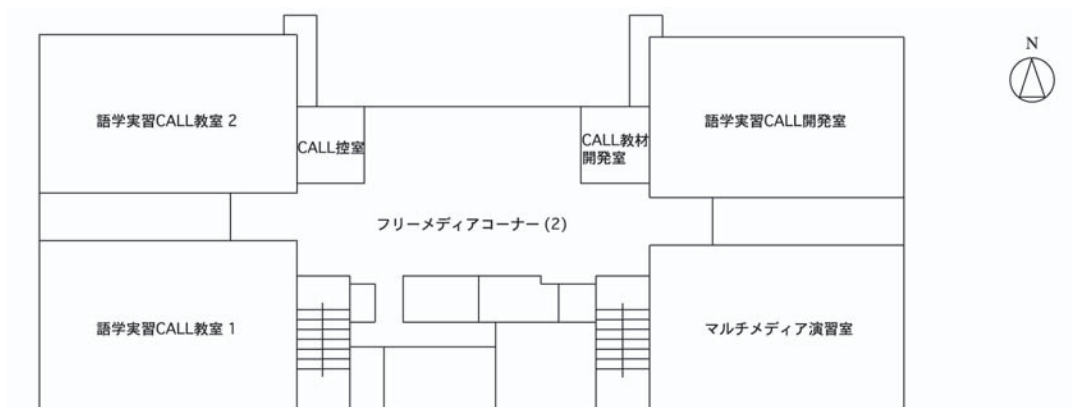 N
語学実習CALL教室 2
語学実習CALL開発室
CALL控室
CALL教材
開発室
フリーメディアコーナー (2)
語学実習CALL教室 1
マルチメディア演習室